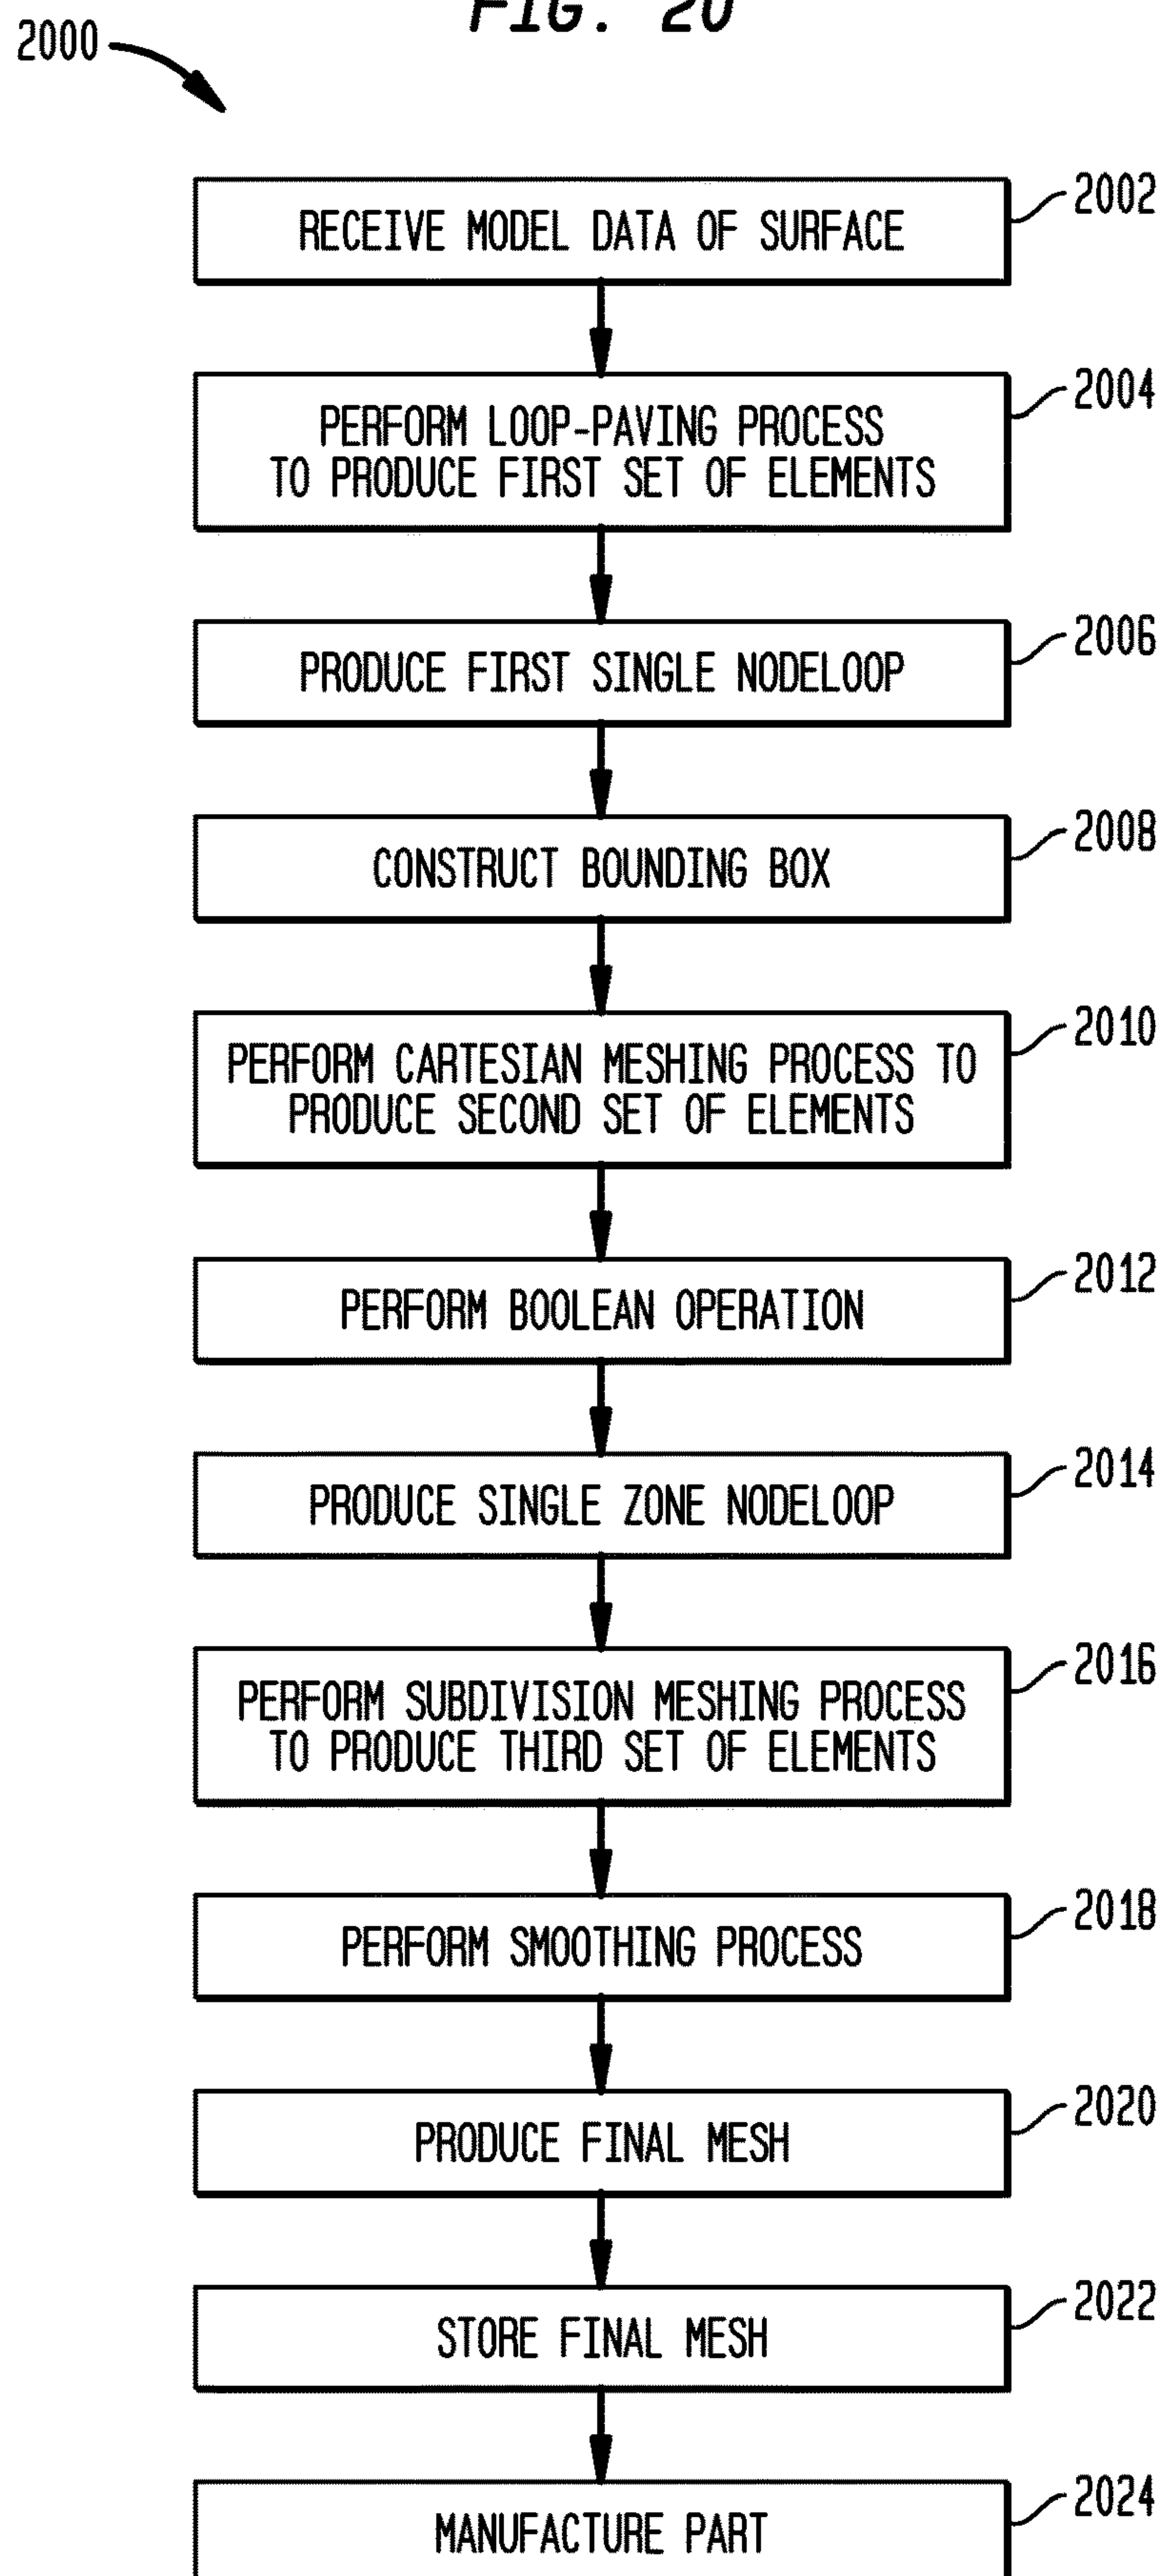 FIG. 20
2000
RECEIVE MODEL DATA OF SURFACE
2002
PERFORM LOOP-PAVING PROCESS
TO PRODUCE FIRST SET OF ELEMENTS
2004
PRODUCE FIRST SINGLE NODELOOP
2006
CONSTRUCT BOUNDING BOX
2008
PERFORM CARTESIAN MESHING PROCESS TO
PRODUCE SECOND SET OF ELEMENTS
2010
PERFORM BOOLEAN OPERATION
2012
PRODUCE SINGLE ZONE NODELOOP
2014
PERFORM SUBDIVISION MESHING PROCESS
TO PRODUCE THIRD SET OF ELEMENTS
2016
PERFORM SMOOTHING PROCESS
2018
PRODUCE FINAL MESH
2020
STORE FINAL MESH
2022
MANUFACTURE PART
2024